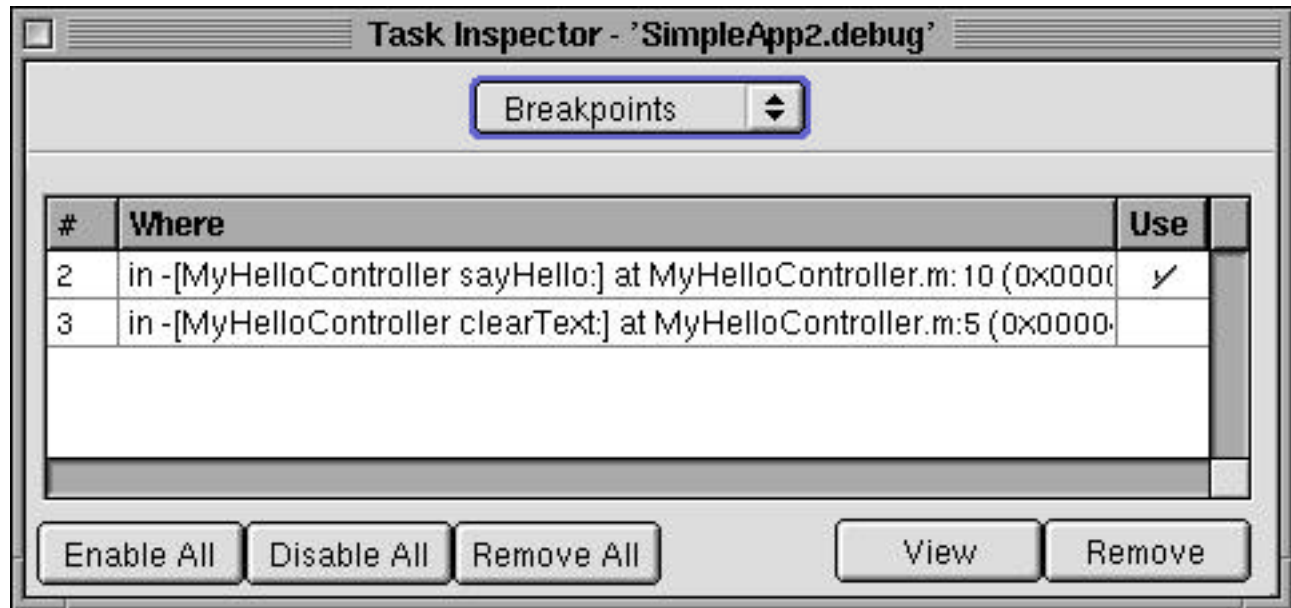 Task Inspector - 'SimpleApp2.debug'
Breakpoints
# Where Use
2 in -[MyHelloController sayHello:] at MyHelloController.m:10 (0x000(
3 in -[MyHelloController clearText:] at MyHelloController.m:5 (0x0000
Enable All Disable All Remove All View Remove